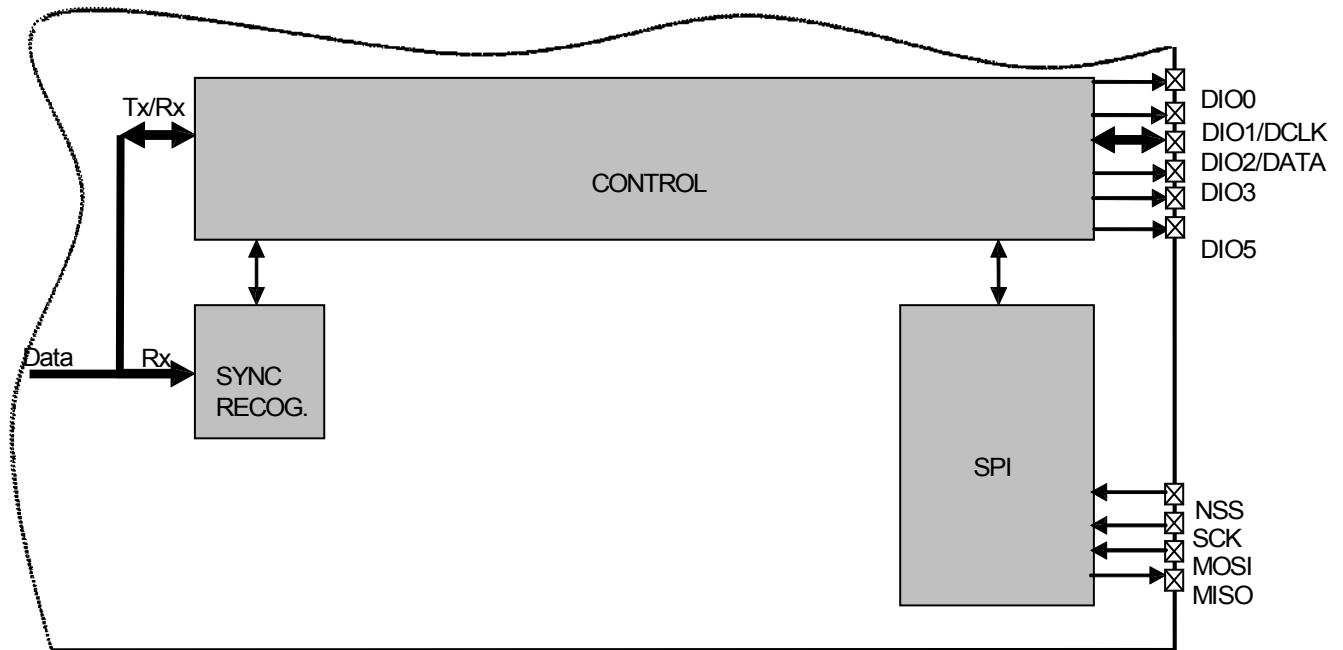 Tx/Rx
CONTROL
DIO0
DIO1/DCLK
DIO2/DATA
DIO3
DIO5
Data
Rx
SYNC
RECOG.
SPI
NSS
SCK
MOSI
MISO